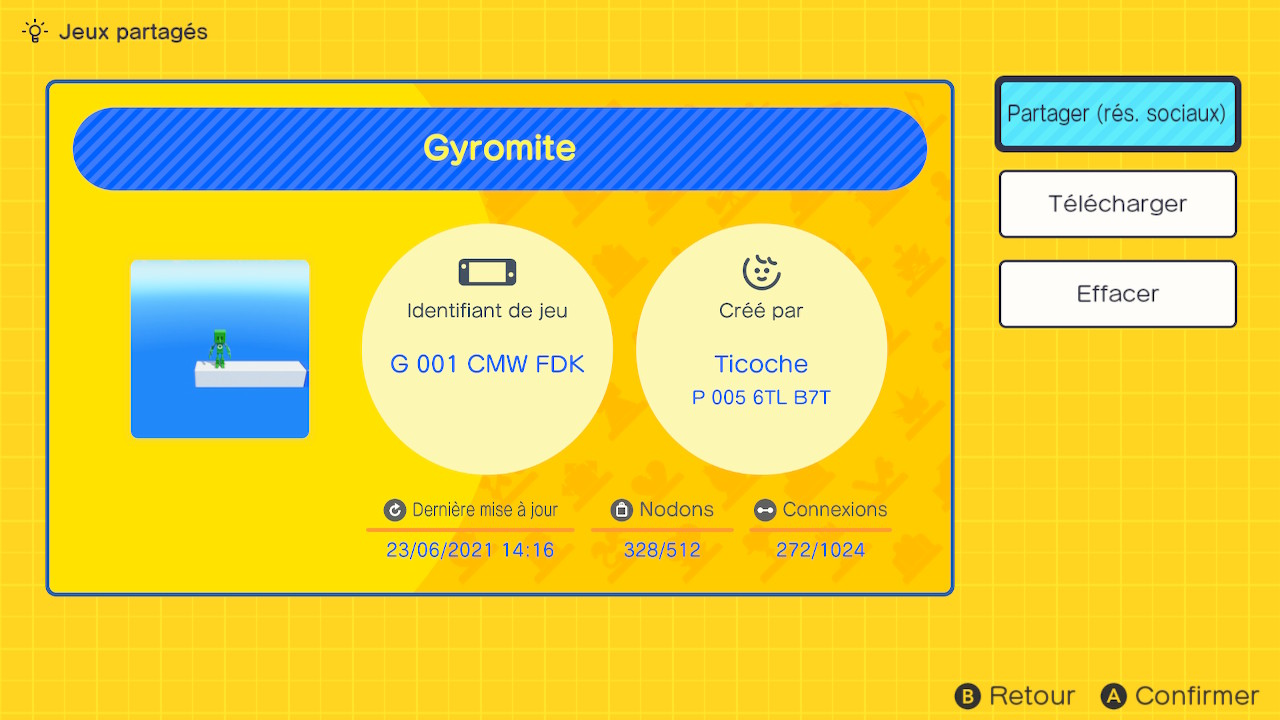 Jeux partagés
Gyromite
Partager (rés. sociaux)
Télécharger
Effacer
Identifiant de jeu
G 001 CMW FDK
Créé par
Ticoche
P 005 6TL B7T
Dernière mise à jour
23/06/2021 14:16
Nodons
328/512
Connexions
272/1024
B Retour A Confirmer